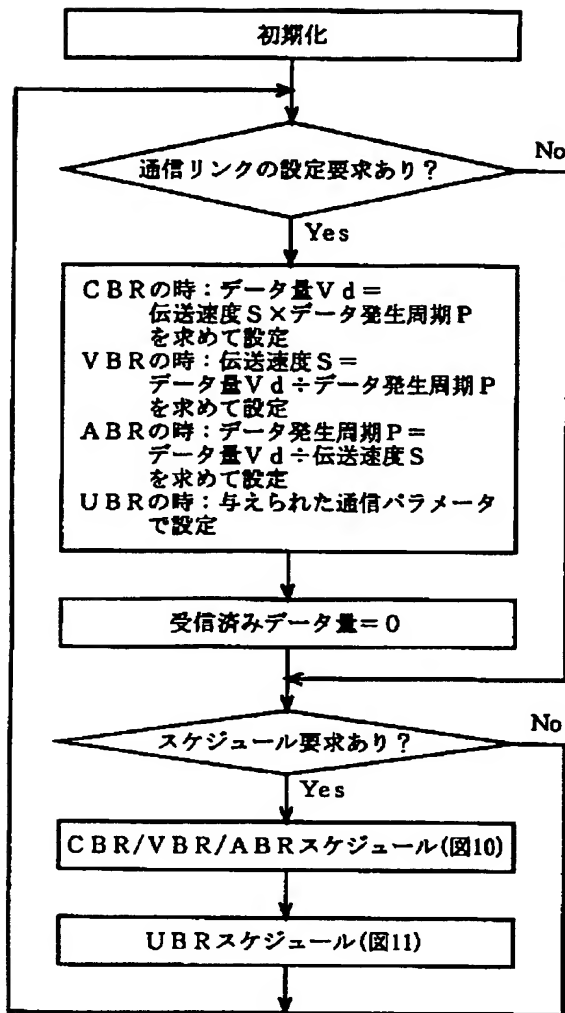 初期化
通信リンクの設定要求あり？
No
Yes
ＣＢＲの時：データ量Ｖｄ＝
伝送速度Ｓ×データ発生周期Ｐ
を求めて設定
ＶＢＲの時：伝送速度Ｓ＝
データ量Ｖｄ÷データ発生周期Ｐ
を求めて設定
ＡＢＲの時：データ発生周期Ｐ＝
データ量Ｖｄ÷伝送速度Ｓ
を求めて設定
ＵＢＲの時：与えられた通信パラメータ
で設定
受信済みデータ量＝０
スケジュール要求あり？
No
Yes
ＣＢＲ/ＶＢＲ/ＡＢＲスケジュール(図10)
ＵＢＲスケジュール(図11)